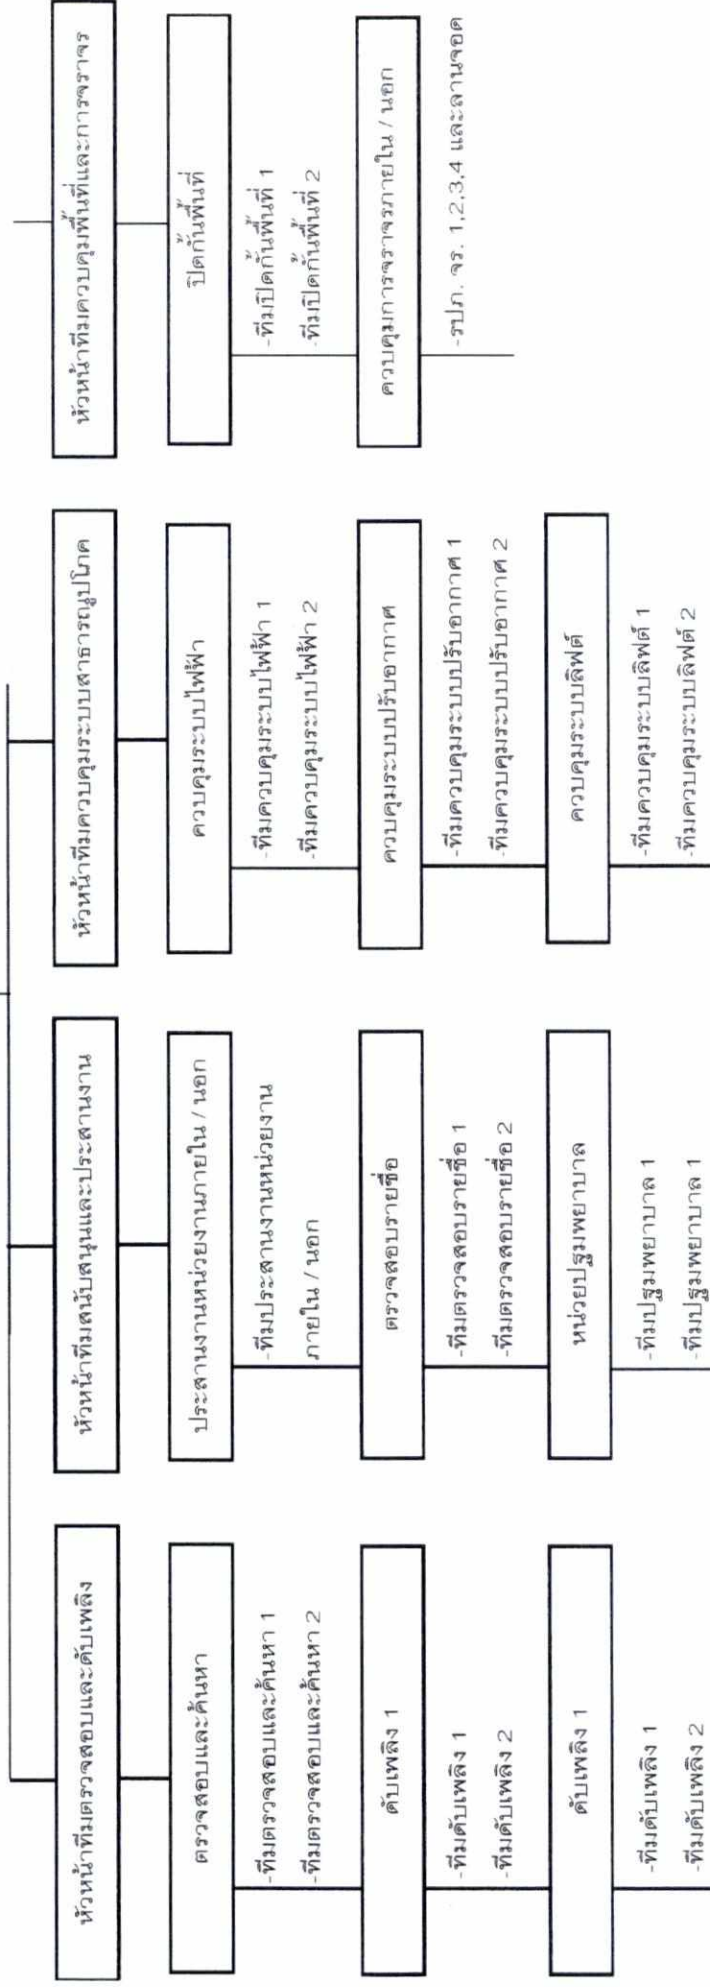 หัวหน้าทีมตรวจสอบและดับเพลิง
ตรวจสอบและค้นหา
-ทีมตรวจสอบและค้นหา 1
-ทีมตรวจสอบและค้นหา 2
ดับเพลิง 1
-ทีมดับเพลิง 1
-ทีมดับเพลิง 2
ดับเพลิง 1
-ทีมดับเพลิง 1
-ทีมดับเพลิง 2
หัวหน้าทีมสนับสนุนและประสานงาน
ประสานงานหน่วยงานภายใน / นอก
-ทีมประสานงานหน่วยงาน
ภายใน / นอก
ตรวจสอบรายชื่อ
-ทีมตรวจสอบรายชื่อ 1
-ทีมตรวจสอบรายชื่อ 2
หน่วยปฐมพยาบาล
-ทีมปฐมพยาบาล 1
-ทีมปฐมพยาบาล 1
หัวหน้าทีมควบคุมระบบสาธารณูปโภค
ควบคุมระบบไฟฟ้า
-ทีมควบคุมระบบไฟฟ้า 1
-ทีมควบคุมระบบไฟฟ้า 2
ควบคุมระบบปรับอากาศ
-ทีมควบคุมระบบปรับอากาศ 1
-ทีมควบคุมระบบปรับอากาศ 2
ควบคุมระบบลิฟต์
-ทีมควบคุมระบบลิฟต์ 1
-ทีมควบคุมระบบลิฟต์ 2
หัวหน้าทีมควบคุมพื้นที่และการจราจร
ปิดกั้นพื้นที่
-ทีมปิดกั้นพื้นที่ 1
-ทีมปิดกั้นพื้นที่ 2
ควบคุมการจราจรภายใน / นอก
-รปภ. จร. 1,2,3,4 และลานจอด